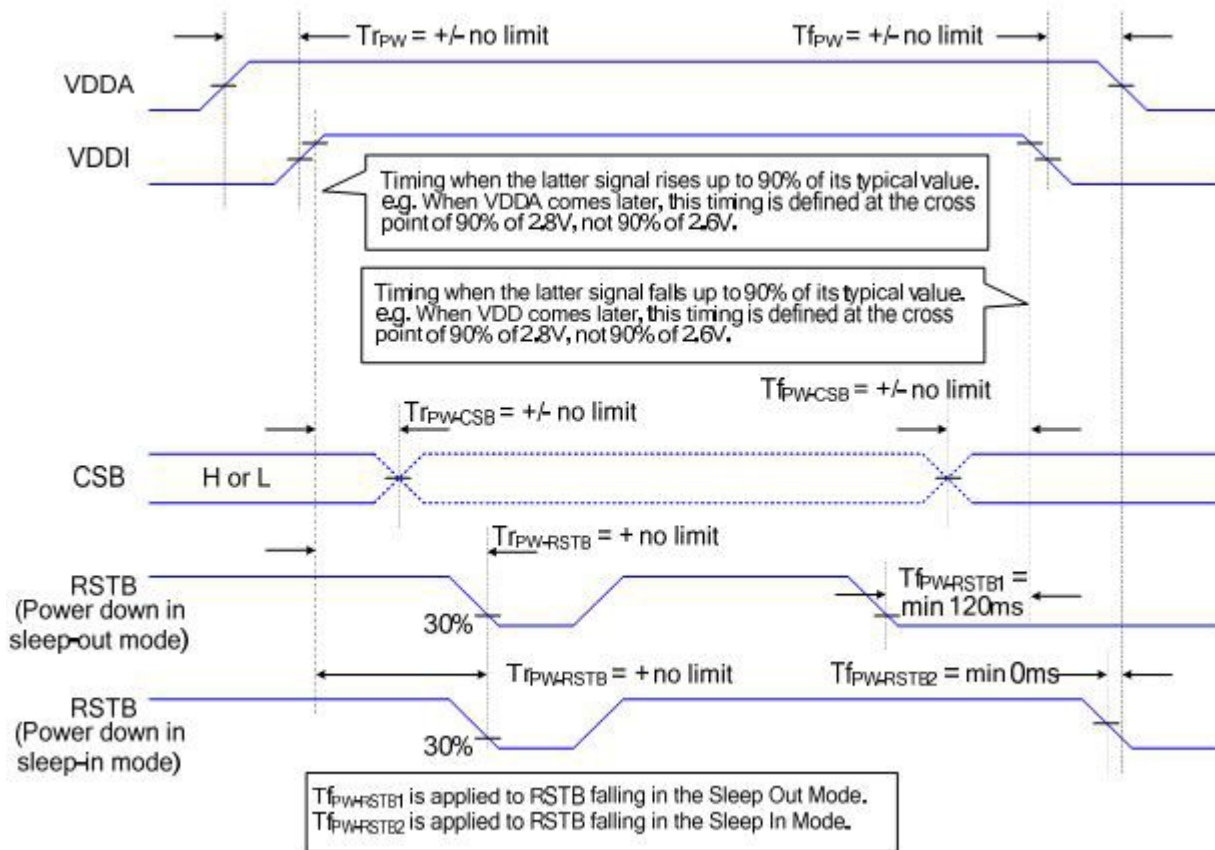 TrPW = +/- no limit
TfPW = +/- no limit
VDDA
VDDI
Timing when the latter signal rises up to 90% of its typical value.
e.g. When VDDA comes later, this timing is defined at the cross
point of 90% of 2.8V, not 90% of 2.6V.
Timing when the latter signal falls up to 90% of its typical value.
e.g. When VDD comes later, this timing is defined at the cross
point of 90% of 2.8V, not 90% of 2.6V.
TrPW-CSB = +/- no limit
TfPW-CSB = +/- no limit
CSB
H or L
TrPW-RSTB = + no limit
RSTB
(Power down in
sleep-out mode)
30%
TfPW-RSTB1 =
min 120ms
TrPW-RSTB = + no limit
TfPW-RSTB2 = min 0ms
RSTB
(Power down in
sleep-in mode)
30%
TfPW-RSTB1 is applied to RSTB falling in the Sleep Out Mode.
TfPW-RSTB2 is applied to RSTB falling in the Sleep In Mode.